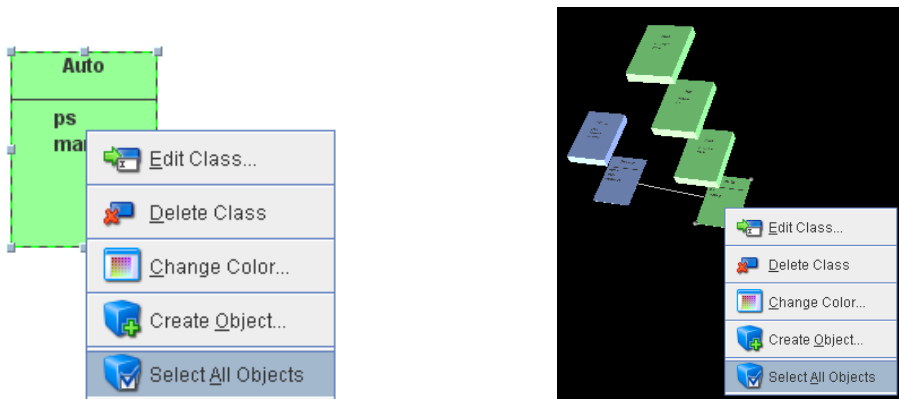 Auto
ps
Edit Class...
Delete Class
Change Color...
Create Object...
Select All Objects
Edit Class...
Delete Class
Change Color...
Create Object...
Select All Objects